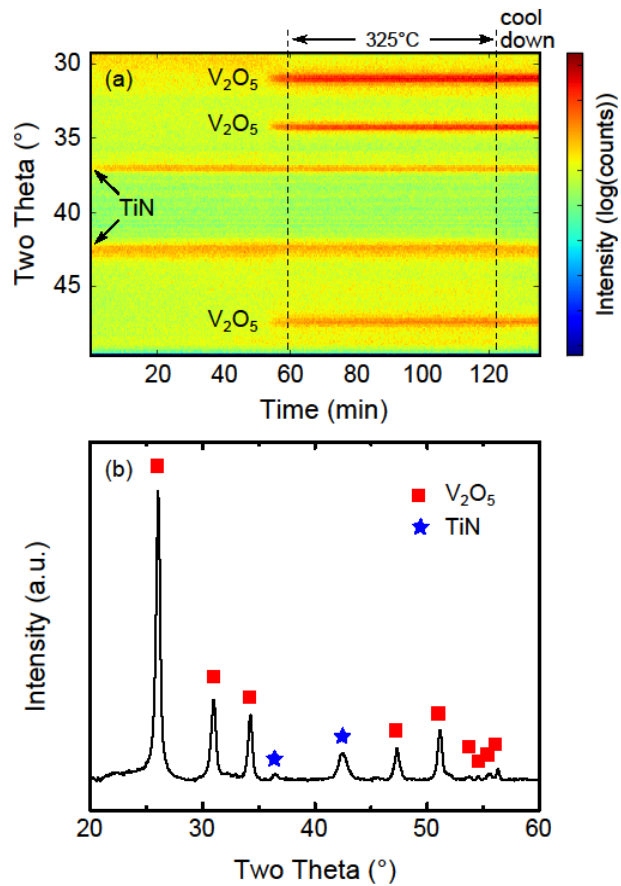 cool
325°C down
30
(a)
V₂O₅
35
V₂O₅
TiN
40
45
V₂O₅
Two Theta (°)
20 40 60 80 100 120
Time (min)
Intensity (log(counts))
(b)
V₂O₅
TiN
Intensity (a.u.)
20 30 40 50 60
Two Theta (°)